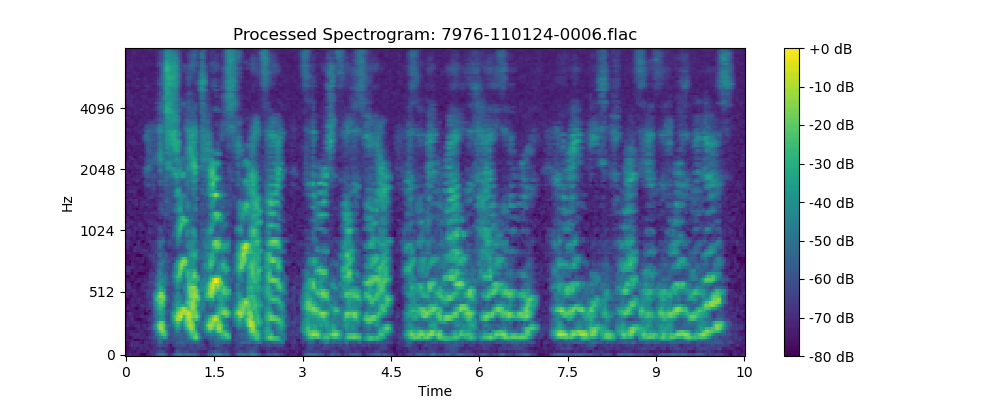 Processed Spectrogram: 7976-110124-0006.flac
Hz
4096
2048
1024
512
0
0 1.5 3 4.5 6 7.5 9 10
Time
+0 dB
-10 dB
-20 dB
-30 dB
-40 dB
-50 dB
-60 dB
-70 dB
-80 dB